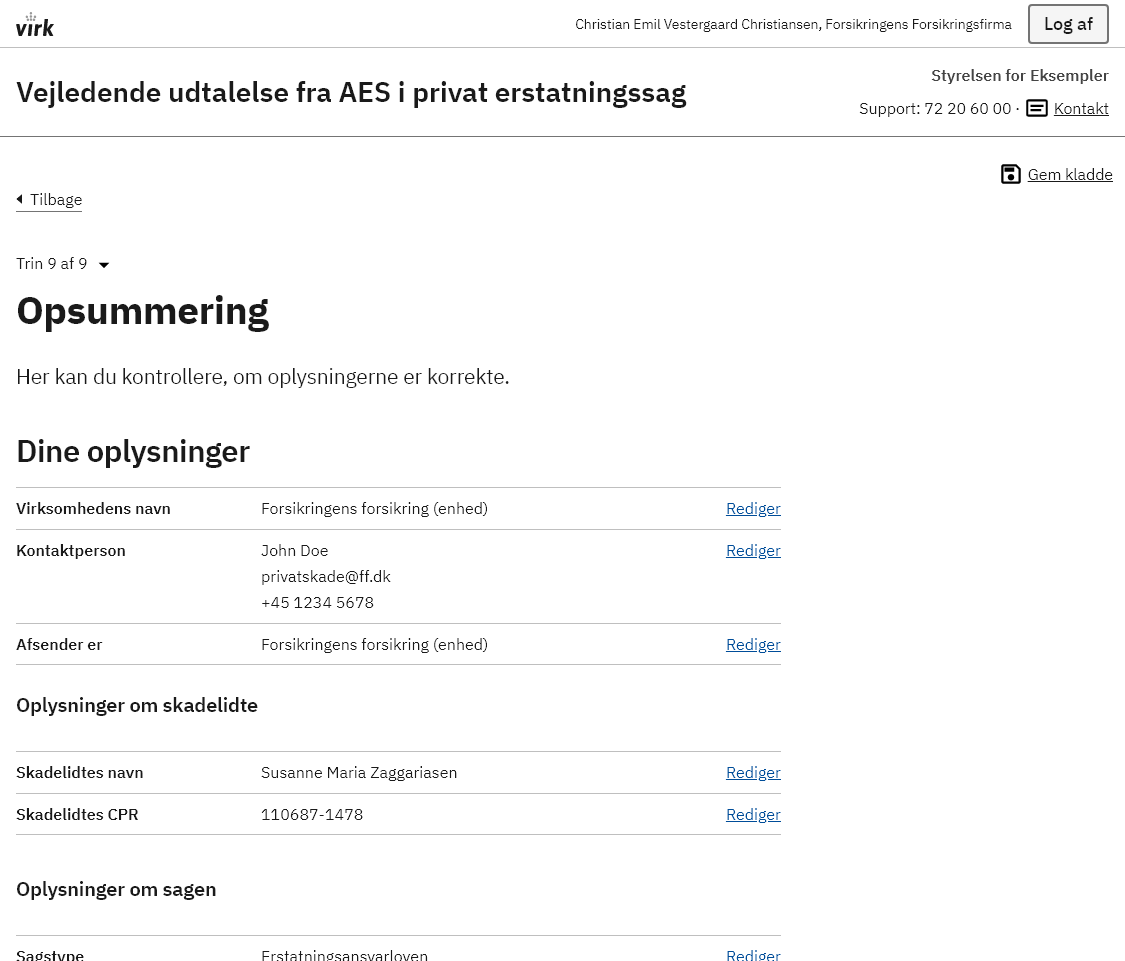 virk
Christian Emil Vestergaard Christiansen, Forsikringens Forsikringsfirma
Log af
Vejledende udtalelse fra AES i privat erstatningssag
Styrelsen for Eksempler
Support: 72 20 60 00 · Kontakt
Gem kladde
Tilbage
Trin 9 af 9
Opsummering
Her kan du kontrollere, om oplysningerne er korrekte.
Dine oplysninger
Virksomhedens navn Forsikringens forsikring (enhed) Rediger
Kontaktperson John Doe Rediger
privatskade@ff.dk
+45 1234 5678
Afsender er Forsikringens forsikring (enhed) Rediger
Oplysninger om skadelidte
Skadelidtes navn Susanne Maria Zaggariasen Rediger
Skadelidtes CPR 110687-1478 Rediger
Oplysninger om sagen
Sagstype Erstatningsansvarloven Rediger